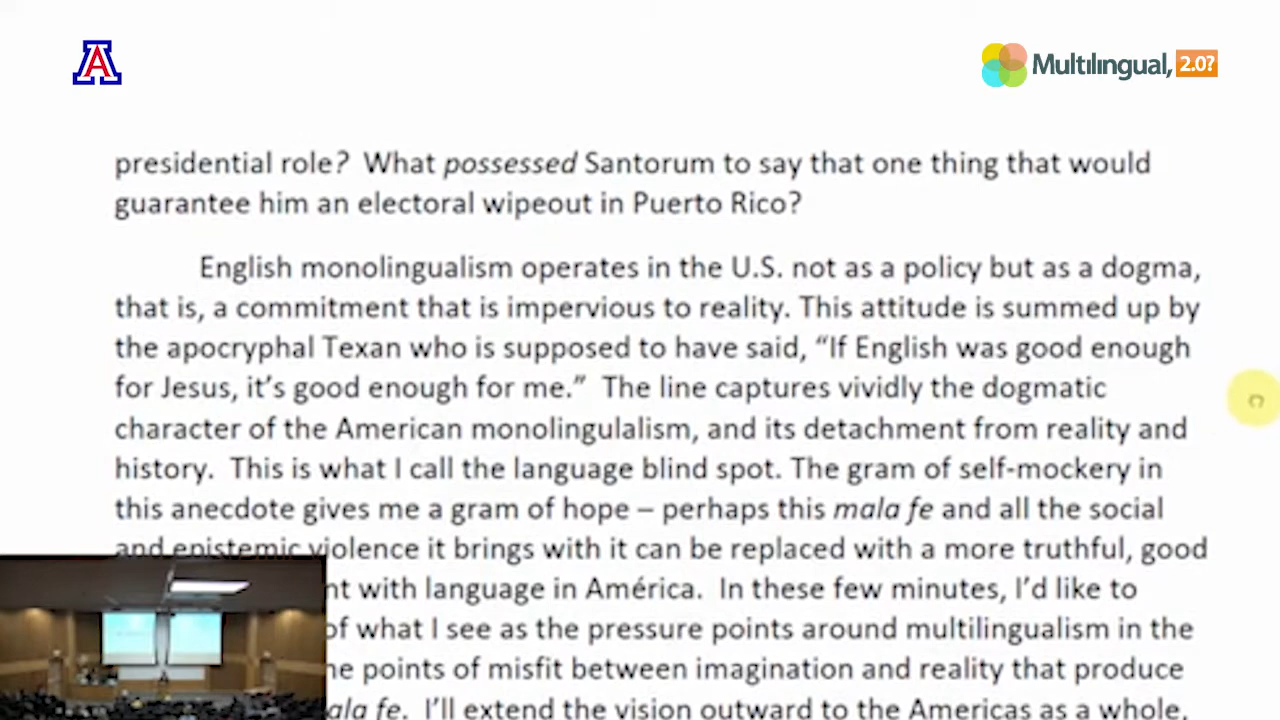 A
Multilingual, 2.0?
presidential role? What possessed Santorum to say that one thing that would
guarantee him an electoral wipeout in Puerto Rico?
English monolingualism operates in the U.S. not as a policy but as a dogma,
that is, a commitment that is impervious to reality. This attitude is summed up by
the apocryphal Texan who is supposed to have said, “If English was good enough
for Jesus, it’s good enough for me.” The line captures vividly the dogmatic
character of the American monolingulalism, and its detachment from reality and
history. This is what I call the language blind spot. The gram of self-mockery in
this anecdote gives me a gram of hope – perhaps this mala fe and all the social
and epistemic violence it brings with it can be replaced with a more truthful, good
nt with language in América. In these few minutes, I’d like to
of what I see as the pressure points around multilingualism in the
ne points of misfit between imagination and reality that produce
ala fe. I’ll extend the vision outward to the Americas as a whole.